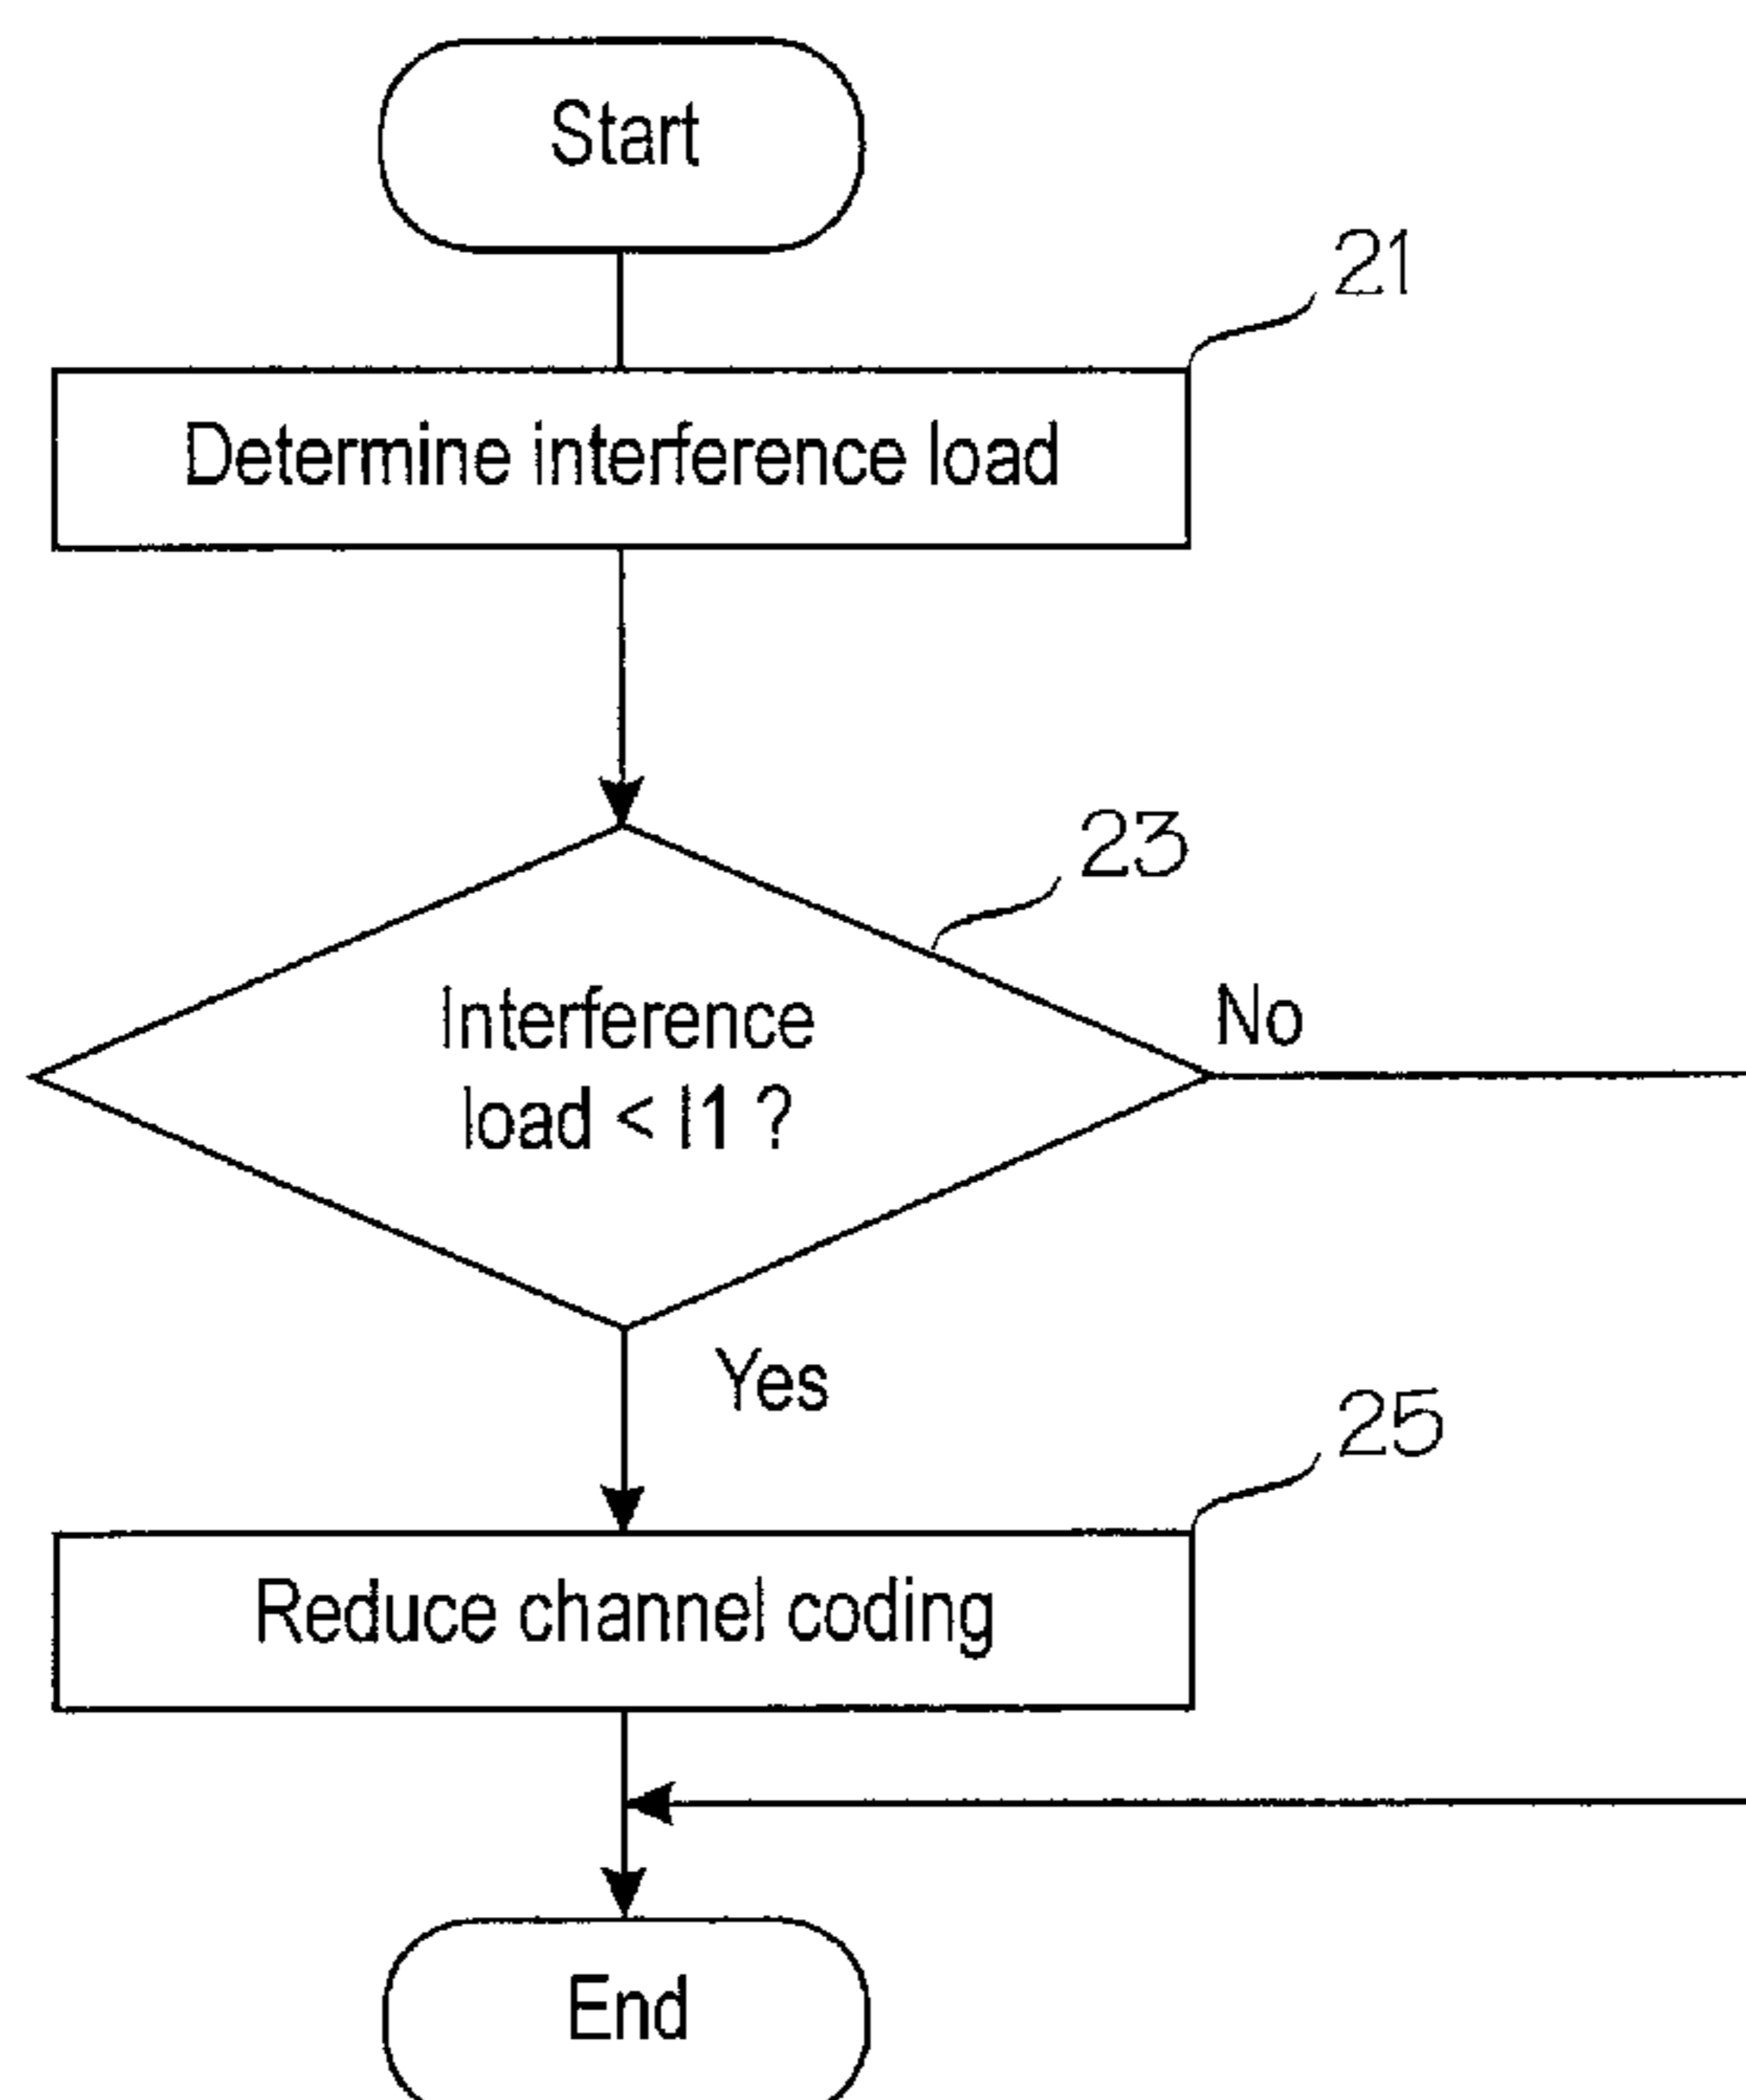 Start
21
Determine interference load
23
Interference
load < I1 ?
No
Yes
25
Reduce channel coding
End